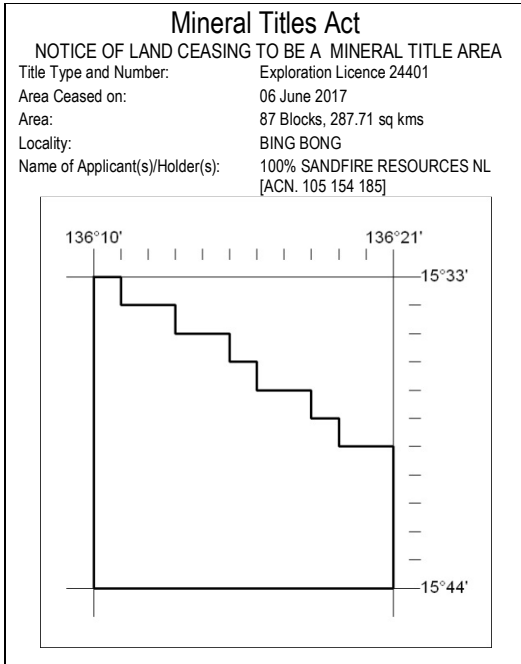 Mineral Titles Act
NOTICE OF LAND CEASING TO BE A MINERAL TITLE AREA
Title Type and Number: Exploration Licence 24401
Area Ceased on: 06 June 2017
Area: 87 Blocks, 287.71 sq kms
Locality: BING BONG
Name of Applicant(s)/Holder(s): 100% SANDFIRE RESOURCES NL
[ACN. 105 154 185]
136°10' 136°21'
15°33'
15°44'